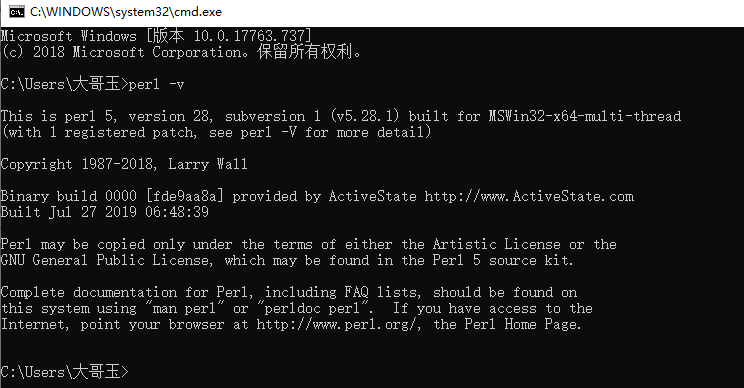 C:\WINDOWS\system32\cmd.exe
Microsoft Windows [版本 10.0.17763.737]
(c) 2018 Microsoft Corporation。保留所有权利。
C:\Users\大哥玉>perl -v
This is perl 5, version 28, subversion 1 (v5.28.1) built for MSWin32-x64-multi-thread
(with 1 registered patch, see perl -V for more detail)
Copyright 1987-2018, Larry Wall
Binary build 0000 [fde9aa8a] provided by ActiveState http://www.ActiveState.com
Built Jul 27 2019 06:48:39
Perl may be copied only under the terms of either the Artistic License or the
GNU General Public License, which may be found in the Perl 5 source kit.
Complete documentation for Perl, including FAQ lists, should be found on
this system using "man perl" or "perldoc perl".  If you have access to the
Internet, point your browser at http://www.perl.org/, the Perl Home Page.
C:\Users\大哥玉>